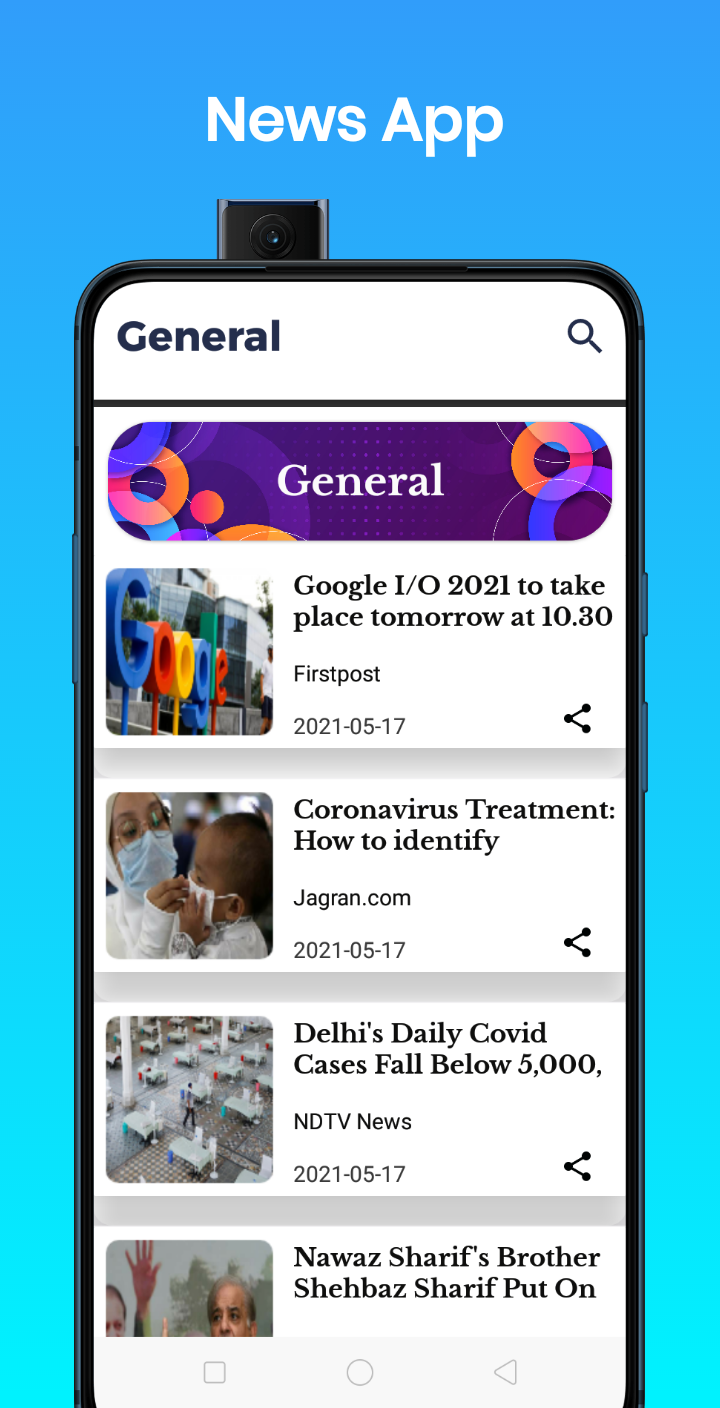 News App
General
General
Google I/O 2021 to take
place tomorrow at 10.30
Firstpost
2021-05-17
Google
Coronavirus Treatment:
How to identify
Jagran.com
2021-05-17
Delhi's Daily Covid
Cases Fall Below 5,000,
NDTV News
2021-05-17
Nawaz Sharif's Brother
Shehbaz Sharif Put On